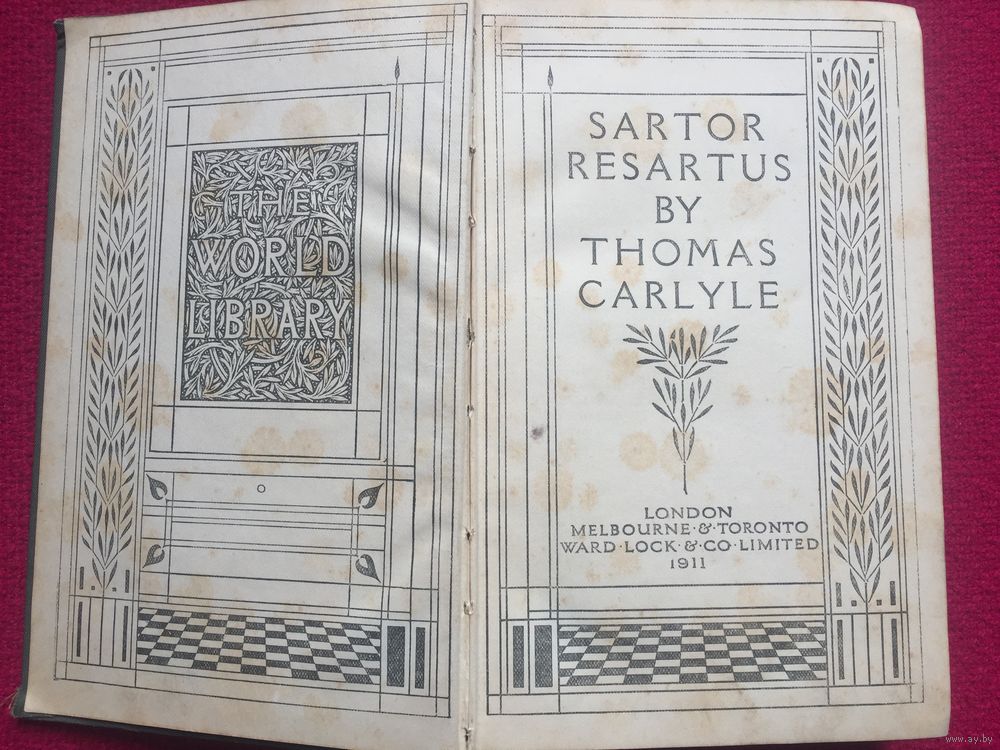 THE
WORLD
LIBRARY
SARTOR
RESARTUS
BY
THOMAS
CARLYLE
LONDON
MELBOURNE·&·TORONTO
WARD·LOCK·&·CO·LIMITED
1911
www.ay.by